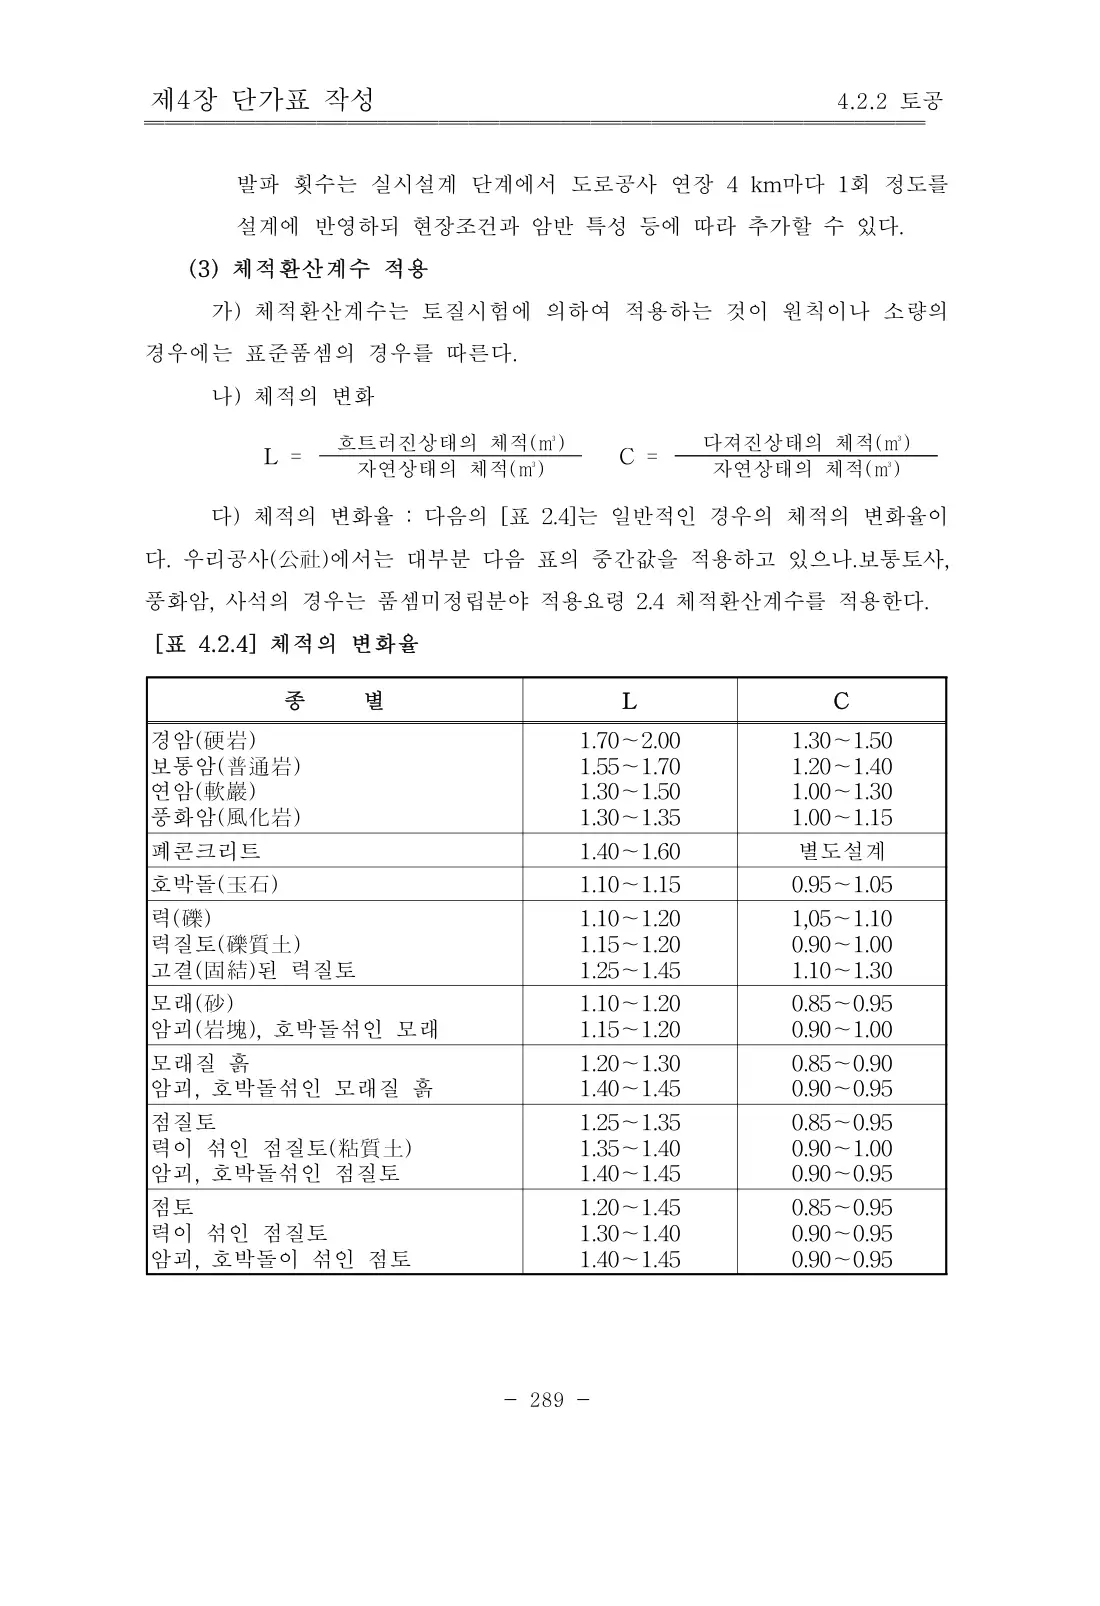 제4장 단가표 작성 4.2.2 토공
발파 횟수는 실시설계 단계에서 도로공사 연장 4 km마다 1회 정도를
설계에 반영하되 현장조건과 암반 특성 등에 따라 추가할 수 있다.
(3) 체적환산계수 적용
가) 체적환산계수는 토질시험에 의하여 적용하는 것이 원칙이나 소량의
경우에는 표준품셈의 경우를 따른다.
나) 체적의 변화
L = 흐트러진상태의 체적(㎥) / 자연상태의 체적(㎥) C = 다져진상태의 체적(㎥) / 자연상태의 체적(㎥)
다) 체적의 변화율 : 다음의 [표 2.4]는 일반적인 경우의 체적의 변화율이
다. 우리공사(公社)에서는 대부분 다음 표의 중간값을 적용하고 있으나.보통토사,
풍화암, 사석의 경우는 품셈미정립분야 적용요령 2.4 체적환산계수를 적용한다.
[표 4.2.4] 체적의 변화율
종 별 L C
경암(硬岩) 1.70～2.00 1.30～1.50
보통암(普通岩) 1.55～1.70 1.20～1.40
연암(軟巖) 1.30～1.50 1.00～1.30
풍화암(風化岩) 1.30～1.35 1.00～1.15
폐콘크리트 1.40～1.60 별도설계
호박돌(玉石) 1.10～1.15 0.95～1.05
력(礫) 1.10～1.20 1,05～1.10
력질토(礫質土) 1.15～1.20 0.90～1.00
고결(固結)된 력질토 1.25～1.45 1.10～1.30
모래(砂) 1.10～1.20 0.85～0.95
암괴(岩塊), 호박돌섞인 모래 1.15～1.20 0.90～1.00
모래질 흙 1.20～1.30 0.85～0.90
암괴, 호박돌섞인 모래질 흙 1.40～1.45 0.90～0.95
점질토 1.25～1.35 0.85～0.95
력이 섞인 점질토(粘質土) 1.35～1.40 0.90～1.00
암괴, 호박돌섞인 점질토 1.40～1.45 0.90～0.95
점토 1.20～1.45 0.85～0.95
력이 섞인 점질토 1.30～1.40 0.90～0.95
암괴, 호박돌이 섞인 점토 1.40～1.45 0.90～0.95
- 289 -